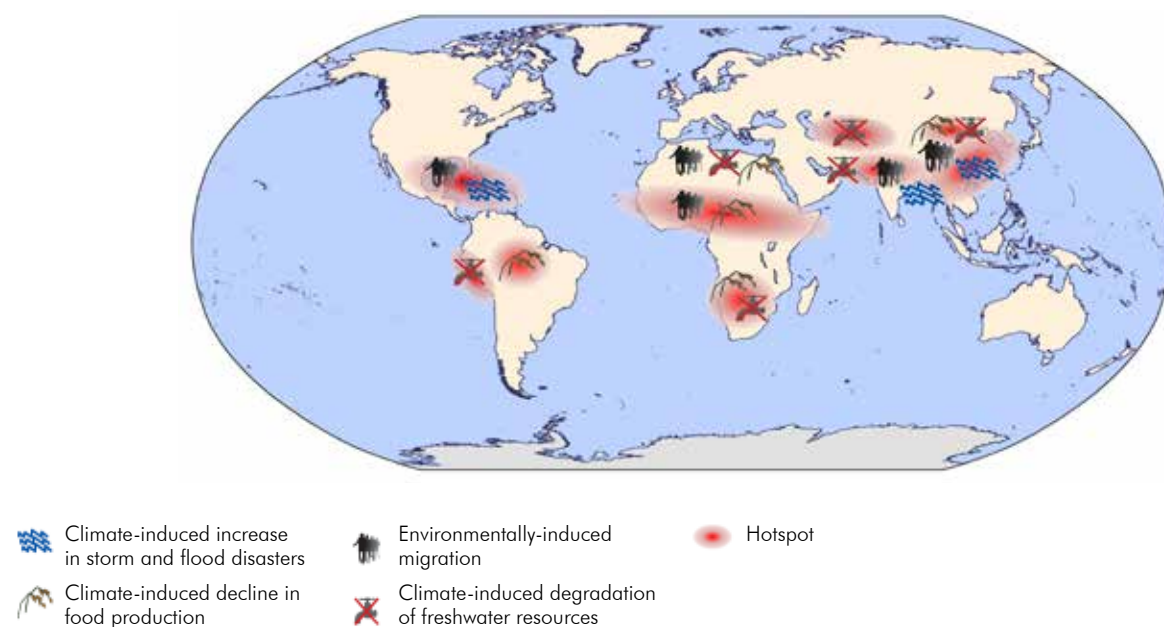 Climate-induced increase
in storm and flood disasters
Climate-induced decline in
food production
Environmentally-induced
migration
Climate-induced degradation
of freshwater resources
Hotspot